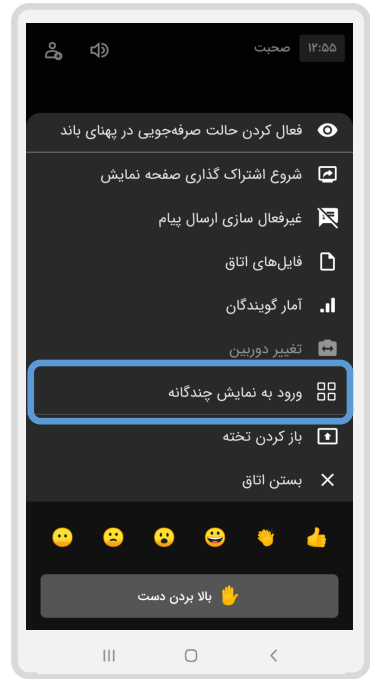 ۱۲:۵۵ صحبت
فعال کردن حالت صرفه‌جویی در پهنای باند
شروع اشتراک گذاری صفحه نمایش
غیرفعال سازی ارسال پیام
فایل‌های اتاق
آمار گویندگان
تغییر دوربین
ورود به نمایش چندگانه
باز کردن تخته
بستن اتاق
بالا بردن دست